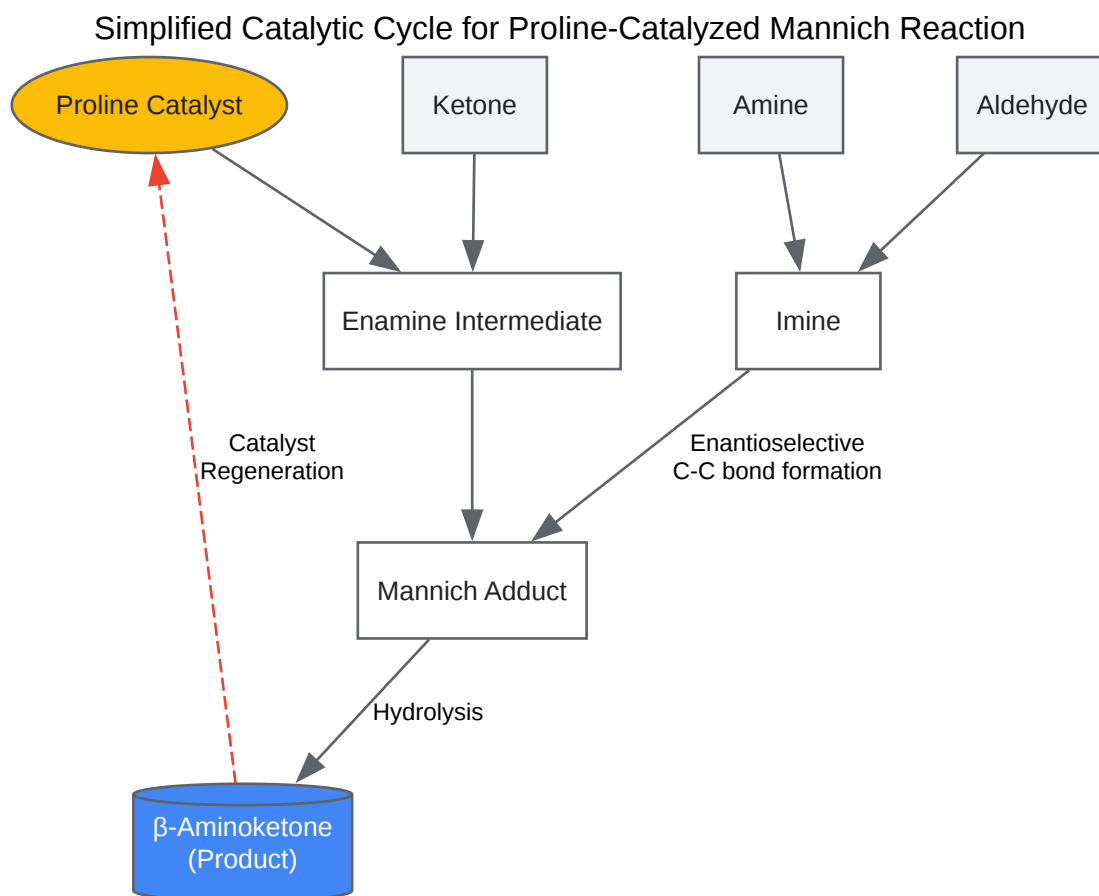 Simplified Catalytic Cycle for Proline-Catalyzed Mannich Reaction
Proline Catalyst
Ketone
Amine
Aldehyde
Enamine Intermediate
Imine
Catalyst
Regeneration
Enantioselective
C-C bond formation
Mannich Adduct
Hydrolysis
β-Aminoketone
(Product)